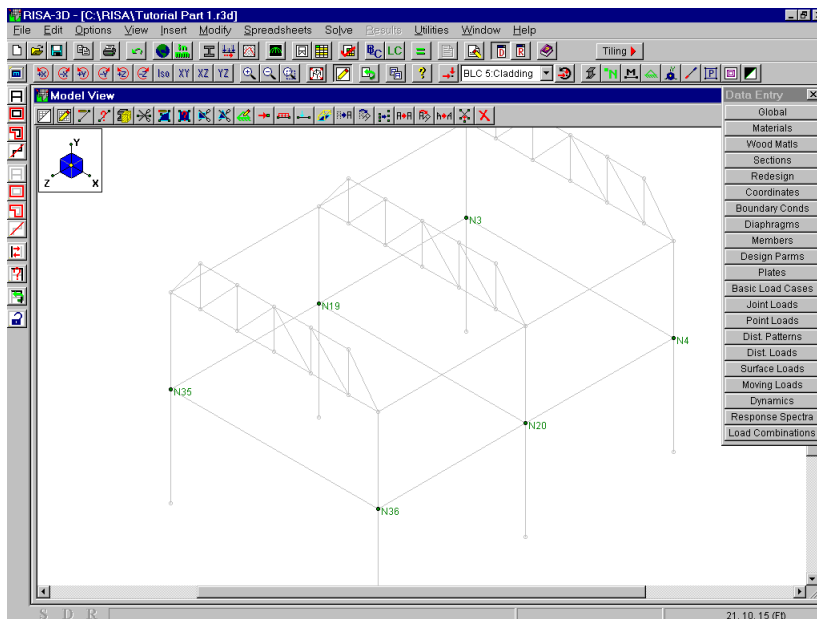 RISA-3D - [C:\RISA\Tutorial Part 1.r3d]
File Edit Options View Insert Modify Spreadsheets Solve Results Utilities Window Help
LC Tiling
Iso XY XZ YZ BLC 5:Cladding
Model View
Data Entry
Global
Materials
Wood Matls
Sections
Redesign
Coordinates
Boundary Conds
Diaphragms
Members
Design Parms
Plates
Basic Load Cases
Joint Loads
Point Loads
Dist. Patterns
Dist. Loads
Surface Loads
Moving Loads
Dynamics
Response Spectra
Load Combinations
Y
Z X
N3
N19
N4
N35
N20
N36
S D R
21, 10, 15 (Ft)